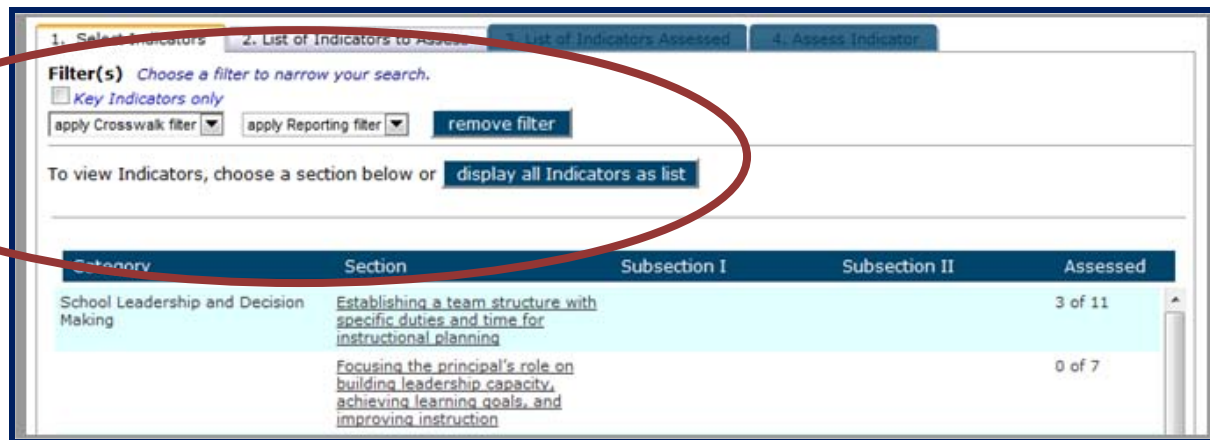 1. Select Indicators 2. List of Indicators to Assess 3. List of Indicators Assessed 4. Assess Indicator
Filter(s) Choose a filter to narrow your search.
Key Indicators only
apply Crosswalk filter apply Reporting filter remove filter
To view Indicators, choose a section below or display all Indicators as list
Category Section Subsection I Subsection II Assessed
School Leadership and Decision Establishing a team structure with 3 of 11
Making specific duties and time for
instructional planning
Focusing the principal's role on 0 of 7
building leadership capacity,
achieving learning goals, and
improving instruction